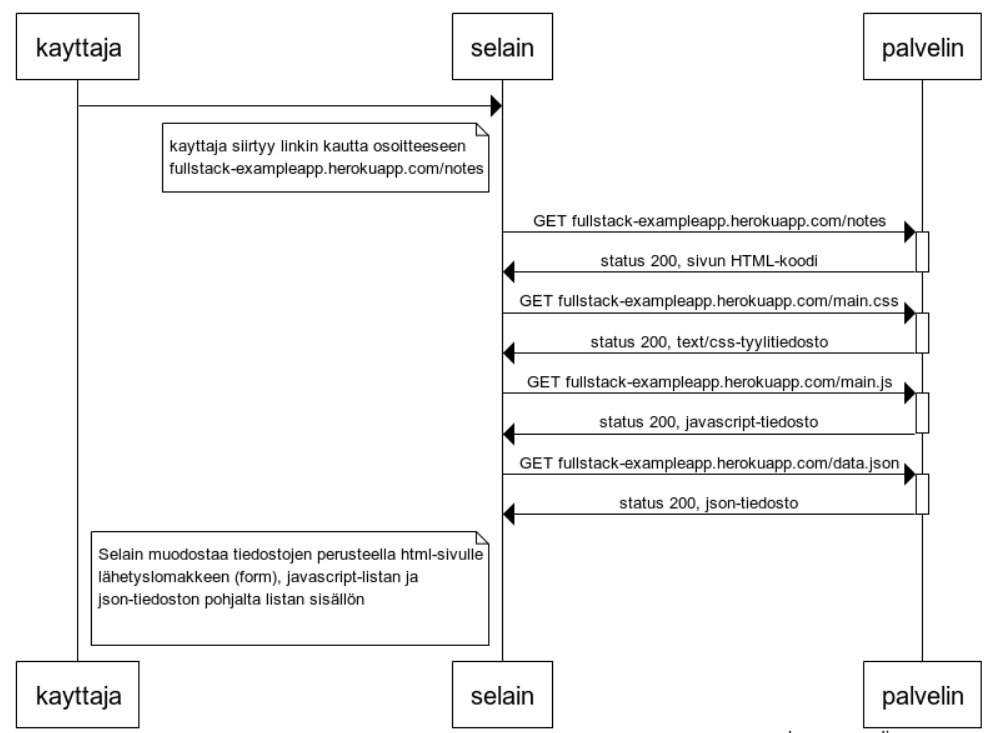 kayttaja
selain
palvelin
kayttaja siirtyy linkin kautta osoitteeseen
fullstack-exampleapp.herokuapp.com/notes
GET fullstack-exampleapp.herokuapp.com/notes
status 200, sivun HTML-koodi
GET fullstack-exampleapp.herokuapp.com/main.css
status 200, text/css-tyylitiedosto
GET fullstack-exampleapp.herokuapp.com/main.js
status 200, javascript-tiedosto
GET fullstack-exampleapp.herokuapp.com/data.json
status 200, json-tiedosto
Selain muodostaa tiedostojen perusteella html-sivulle
lähetyslomakkeen (form), javascript-listan ja
json-tiedoston pohjalta listan sisällön
kayttaja
selain
palvelin